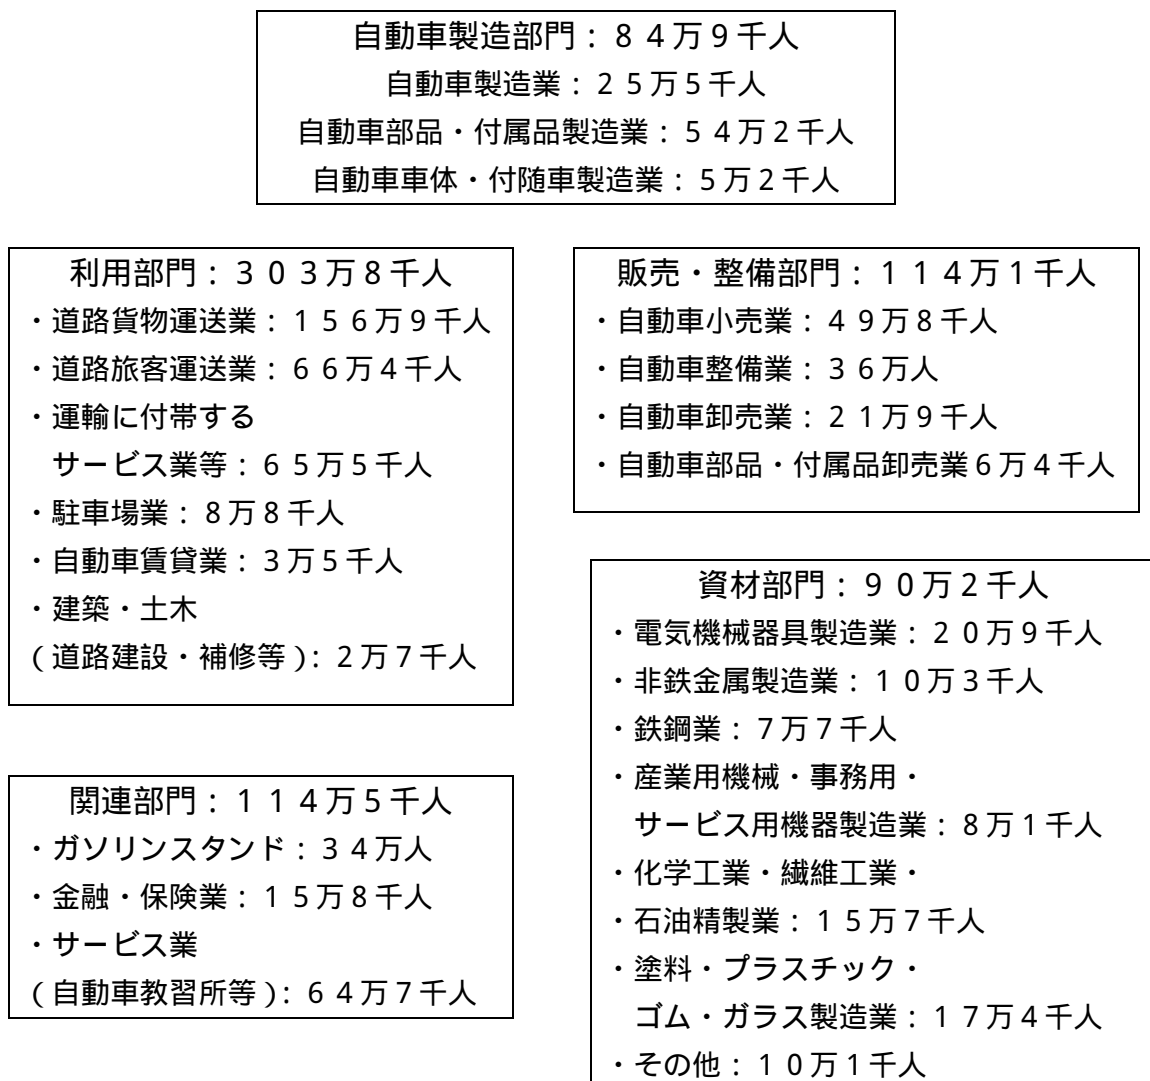 自動車製造部門：８４万９千人
自動車製造業：２５万５千人
自動車部品・付属品製造業：５４万２千人
自動車車体・付随車製造業：５万２千人
利用部門：３０３万８千人
・道路貨物運送業：１５６万９千人
・道路旅客運送業：６６万４千人
・運輸に付帯する
サービス業等：６５万５千人
・駐車場業：８万８千人
・自動車賃貸業：３万５千人
・建築・土木
（道路建設・補修等）：２万７千人
販売・整備部門：１１４万１千人
・自動車小売業：４９万８千人
・自動車整備業：３６万人
・自動車卸売業：２１万９千人
・自動車部品・付属品卸売業６万４千人
関連部門：１１４万５千人
・ガソリンスタンド：３４万人
・金融・保険業：１５万８千人
・サービス業
（自動車教習所等）：６４万７千人
資材部門：９０万２千人
・電気機械器具製造業：２０万９千人
・非鉄金属製造業：１０万３千人
・鉄鋼業：７万７千人
・産業用機械・事務用・
サービス用機器製造業：８万１千人
・化学工業・繊維工業・
・石油精製業：１５万７千人
・塗料・プラスチック・
ゴム・ガラス製造業：１７万４千人
・その他：１０万１千人